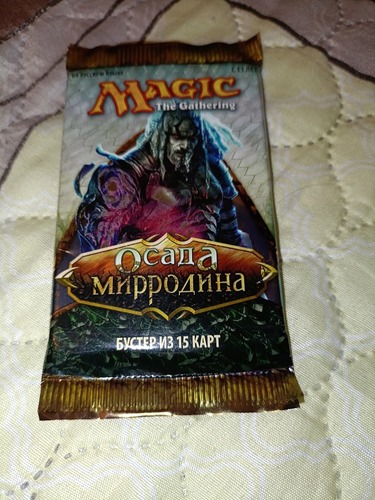 MAGIC
The Gathering
Осада
Мирродина
БУСТЕР ИЗ 15 КАРТ